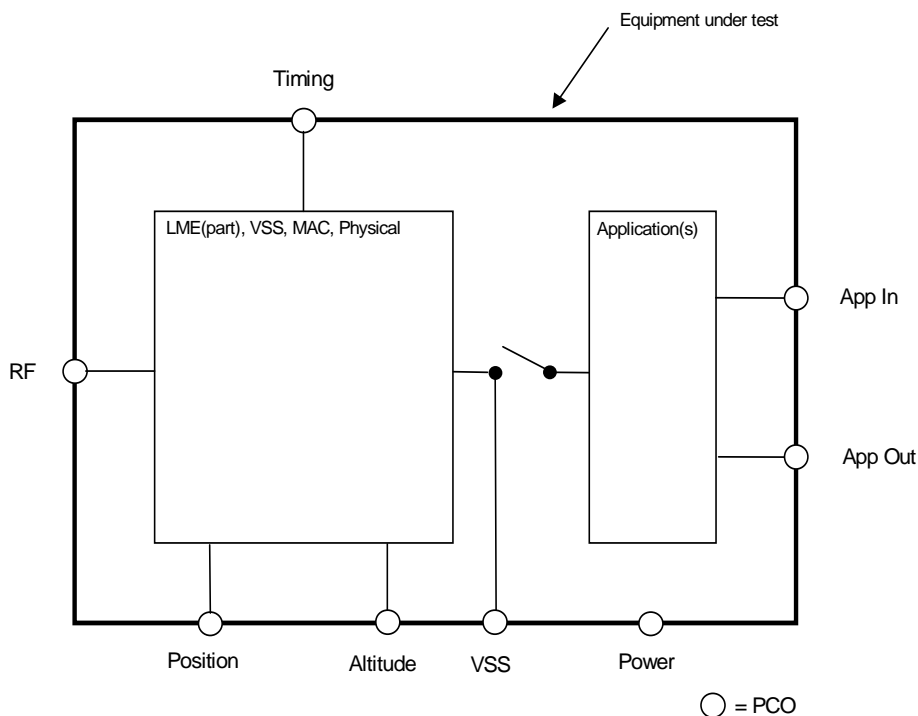 Equipment under test
Timing
LME(part), VSS, MAC, Physical
Application(s)
App In
RF
App Out
Position
Altitude
VSS
Power
= PCO